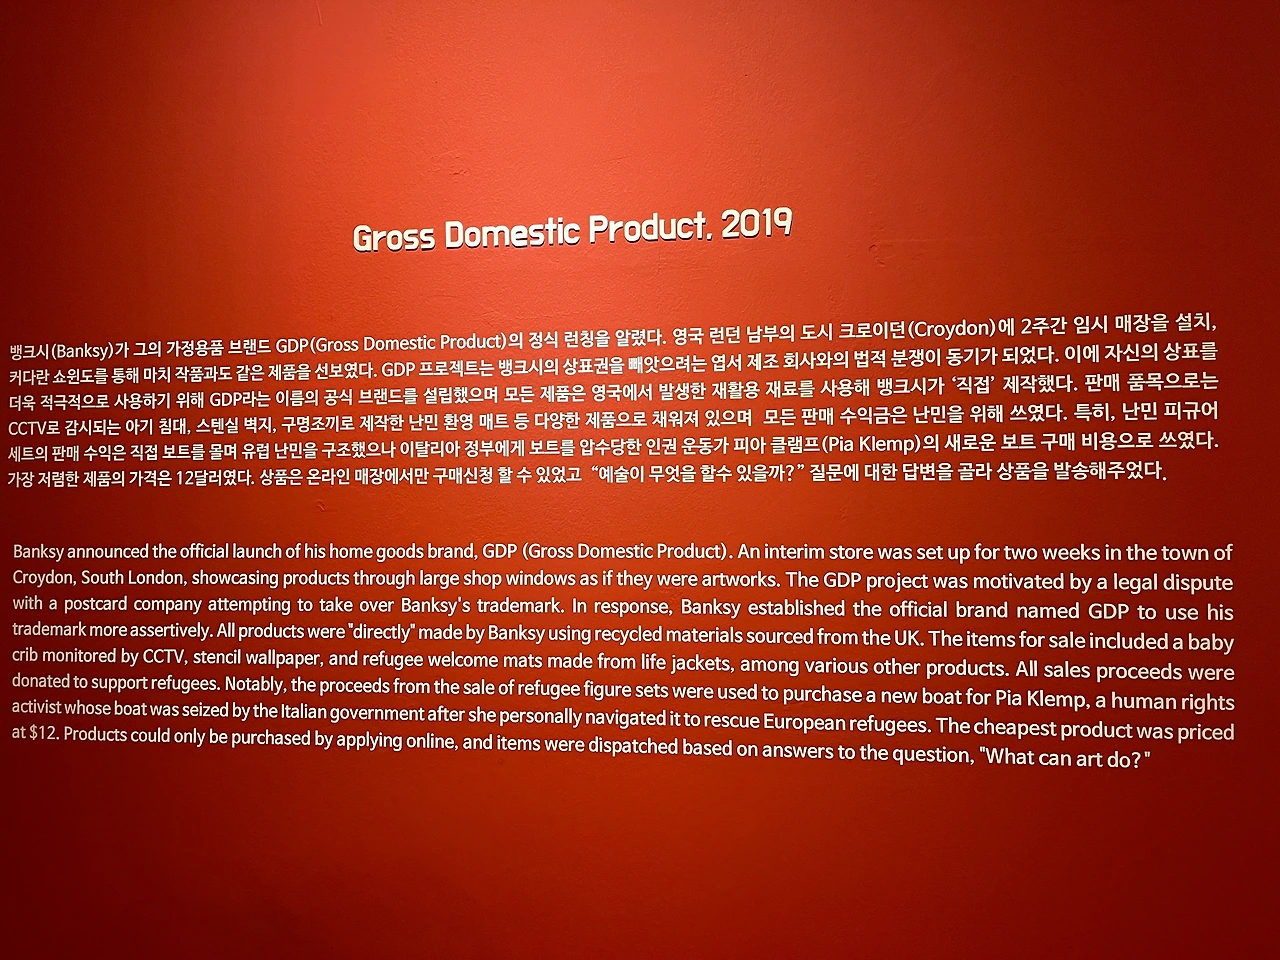 Gross Domestic Product, 2019
뱅크시(Banksy)가 그의 가정용품 브랜드 GDP(Gross Domestic Product)의 정식 런칭을 알렸다. 영국 런던 남부의 도시 크로이던(Croydon)에 2주간 임시 매장을 설치,
커다란 쇼윈도를 통해 마치 작품과도 같은 제품을 선보였다. GDP 프로젝트는 뱅크시의 상표권을 빼앗으려는 엽서 제조 회사와의 법적 분쟁이 동기가 되었다. 이에 자신의 상표를
더욱 적극적으로 사용하기 위해 GDP라는 이름의 공식 브랜드를 설립했으며 모든 제품은 영국에서 발생한 재활용 재료를 사용해 뱅크시가 ‘직접’ 제작했다. 판매 품목으로는
CCTV로 감시되는 아기 침대, 스텐실 벽지, 구명조끼로 제작한 난민 환영 매트 등 다양한 제품으로 채워져 있으며 모든 판매 수익금은 난민을 위해 쓰였다. 특히, 난민 피규어
세트의 판매 수익은 직접 보트를 몰며 유럽 난민을 구조했으나 이탈리아 정부에게 보트를 압수당한 인권 운동가 피아 클램프(Pia Klemp)의 새로운 보트 구매 비용으로 쓰였다.
가장 저렴한 제품의 가격은 12달러였다. 상품은 온라인 매장에서만 구매신청 할 수 있었고 “예술이 무엇을 할수 있을까?” 질문에 대한 답변을 골라 상품을 발송해주었다.
Banksy announced the official launch of his home goods brand, GDP (Gross Domestic Product). An interim store was set up for two weeks in the town of
Croydon, South London, showcasing products through large shop windows as if they were artworks. The GDP project was motivated by a legal dispute
with a postcard company attempting to take over Banksy's trademark. In response, Banksy established the official brand named GDP to use his
trademark more assertively. All products were "directly" made by Banksy using recycled materials sourced from the UK. The items for sale included a baby
crib monitored by CCTV, stencil wallpaper, and refugee welcome mats made from life jackets, among various other products. All sales proceeds were
donated to support refugees. Notably, the proceeds from the sale of refugee figure sets were used to purchase a new boat for Pia Klemp, a human rights
activist whose boat was seized by the Italian government after she personally navigated it to rescue European refugees. The cheapest product was priced
at $12. Products could only be purchased by applying online, and items were dispatched based on answers to the question, "What can art do?"